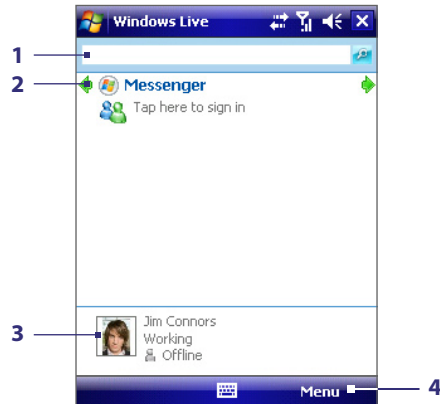 Windows Live
1
2
Messenger
Tap here to sign in
3
Jim Connors
Working
Offline
Menu
4